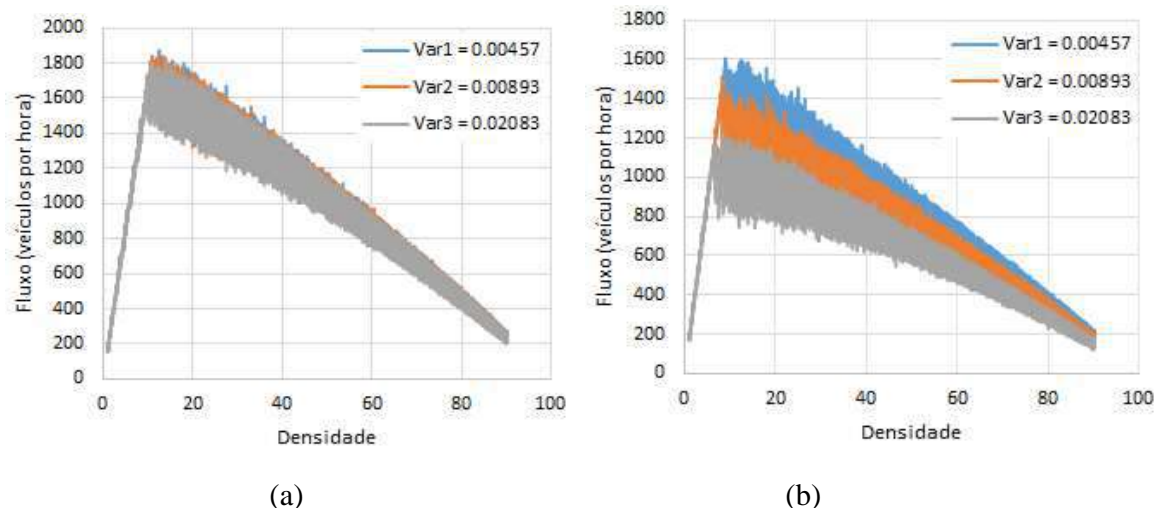 2000
1800
1600
1400
1200
1000
800
600
400
200
0
Fluxo (veículos por hora)
Var1 = 0.00457
Var2 = 0.00893
Var3 = 0.02083
0 20 40 60 80 100
Densidade
(a)
1800
1600
1400
1200
1000
800
600
400
200
0
Fluxo (veículos por hora)
Var1 = 0.00457
Var2 = 0.00893
Var3 = 0.02083
0 20 40 60 80 100
Densidade
(b)